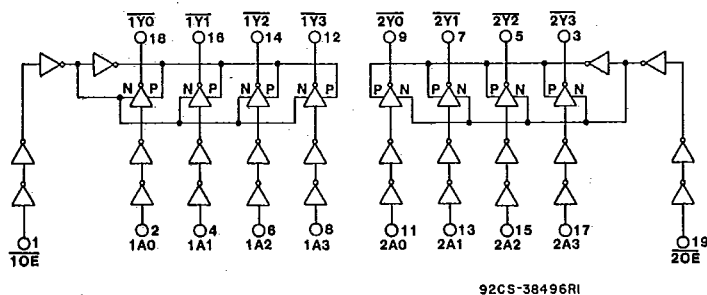 1Y0 1Y1 1Y2 1Y3 2Y0 2Y1 2Y2 2Y3
18 16 14 12 9 7 5 3
N P N P N P N P P N P N P N P N
1 2 4 6 8 11 13 15 17 19
1OE 1A0 1A1 1A2 1A3 2A0 2A1 2A2 2A3 2OE
92CS-38496RI